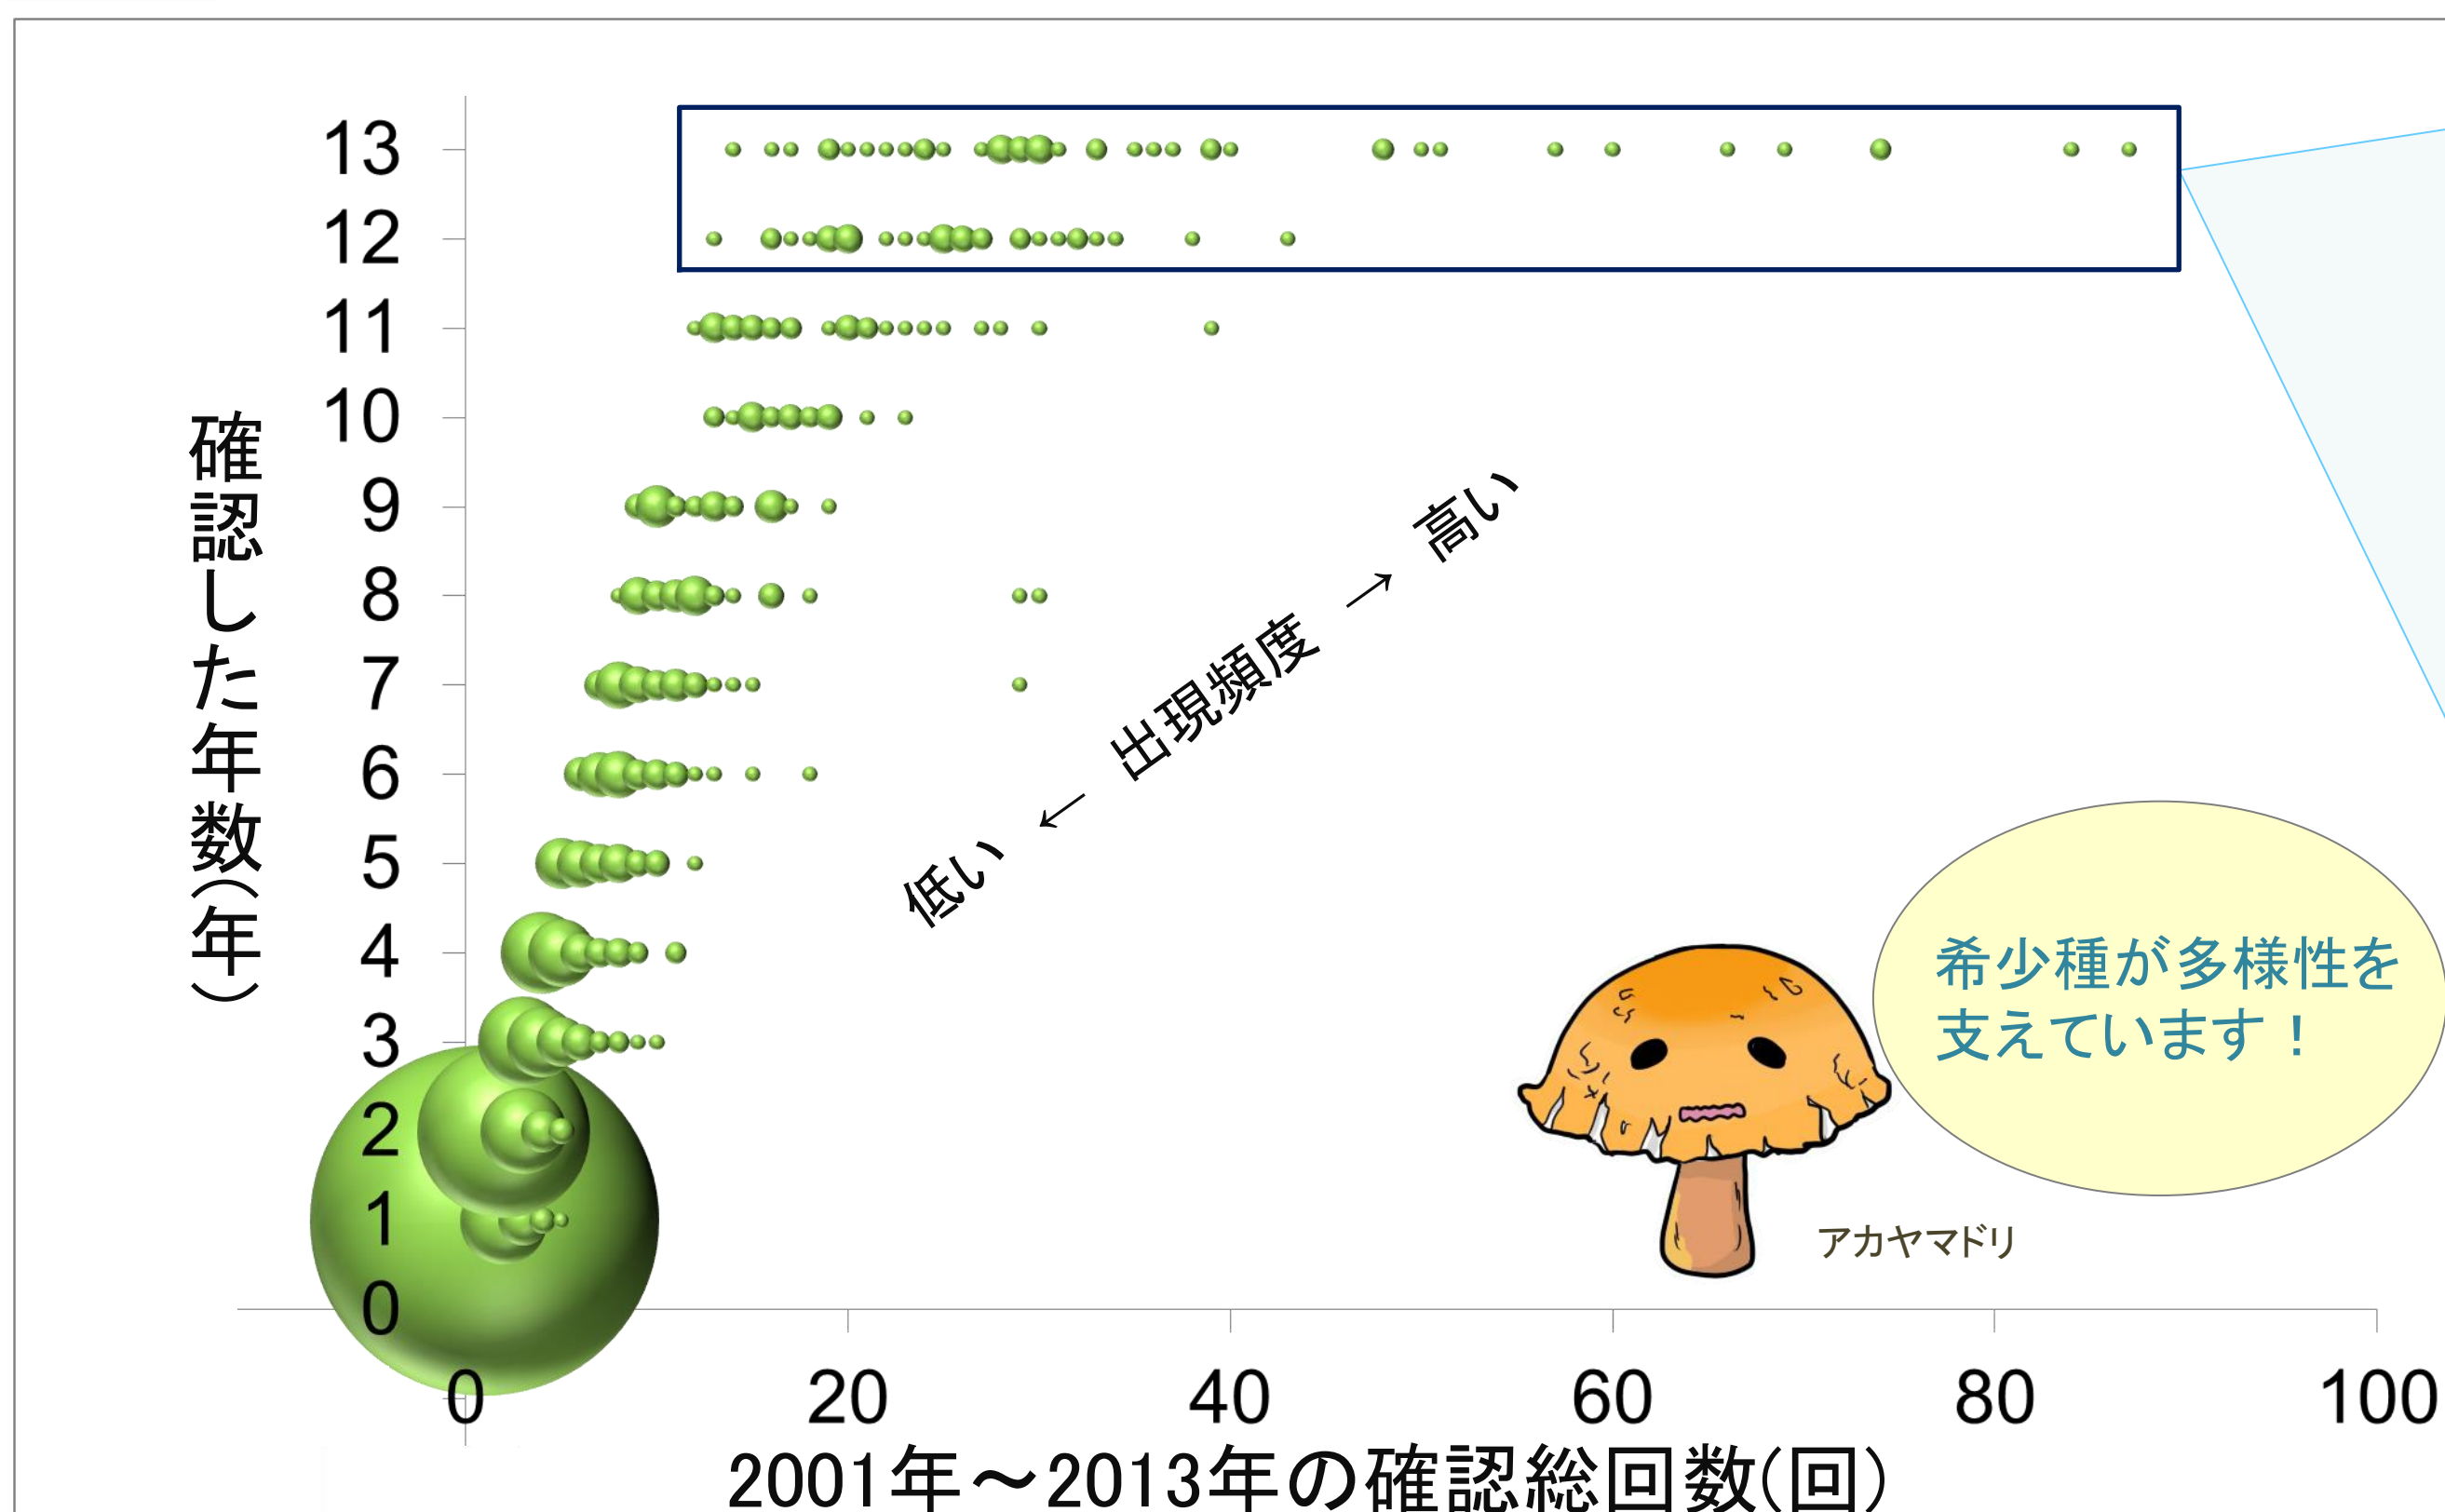 13
12
11
10
9
8
7
6
5
4
3
2
1
0
確認した年数(年)
低い ← 出現頻度 → 高い
希少種が多様性を
支えています！
アカヤマドリ
0 20 40 60 80 100
2001年～2013年の確認総回数(回)